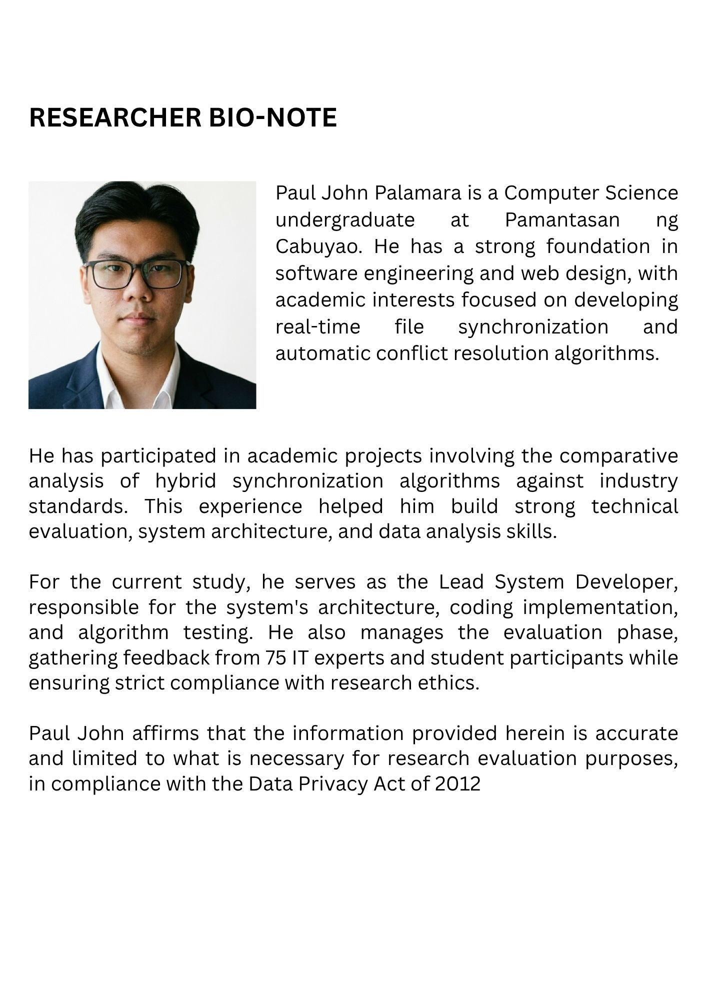 RESEARCHER BIO-NOTE
Paul John Palamara is a Computer Science
undergraduate at Pamantasan ng
Cabuyao. He has a strong foundation in
software engineering and web design, with
academic interests focused on developing
real-time file synchronization and
automatic conflict resolution algorithms.
He has participated in academic projects involving the comparative
analysis of hybrid synchronization algorithms against industry
standards. This experience helped him build strong technical
evaluation, system architecture, and data analysis skills.
For the current study, he serves as the Lead System Developer,
responsible for the system's architecture, coding implementation,
and algorithm testing. He also manages the evaluation phase,
gathering feedback from 75 IT experts and student participants while
ensuring strict compliance with research ethics.
Paul John affirms that the information provided herein is accurate
and limited to what is necessary for research evaluation purposes,
in compliance with the Data Privacy Act of 2012